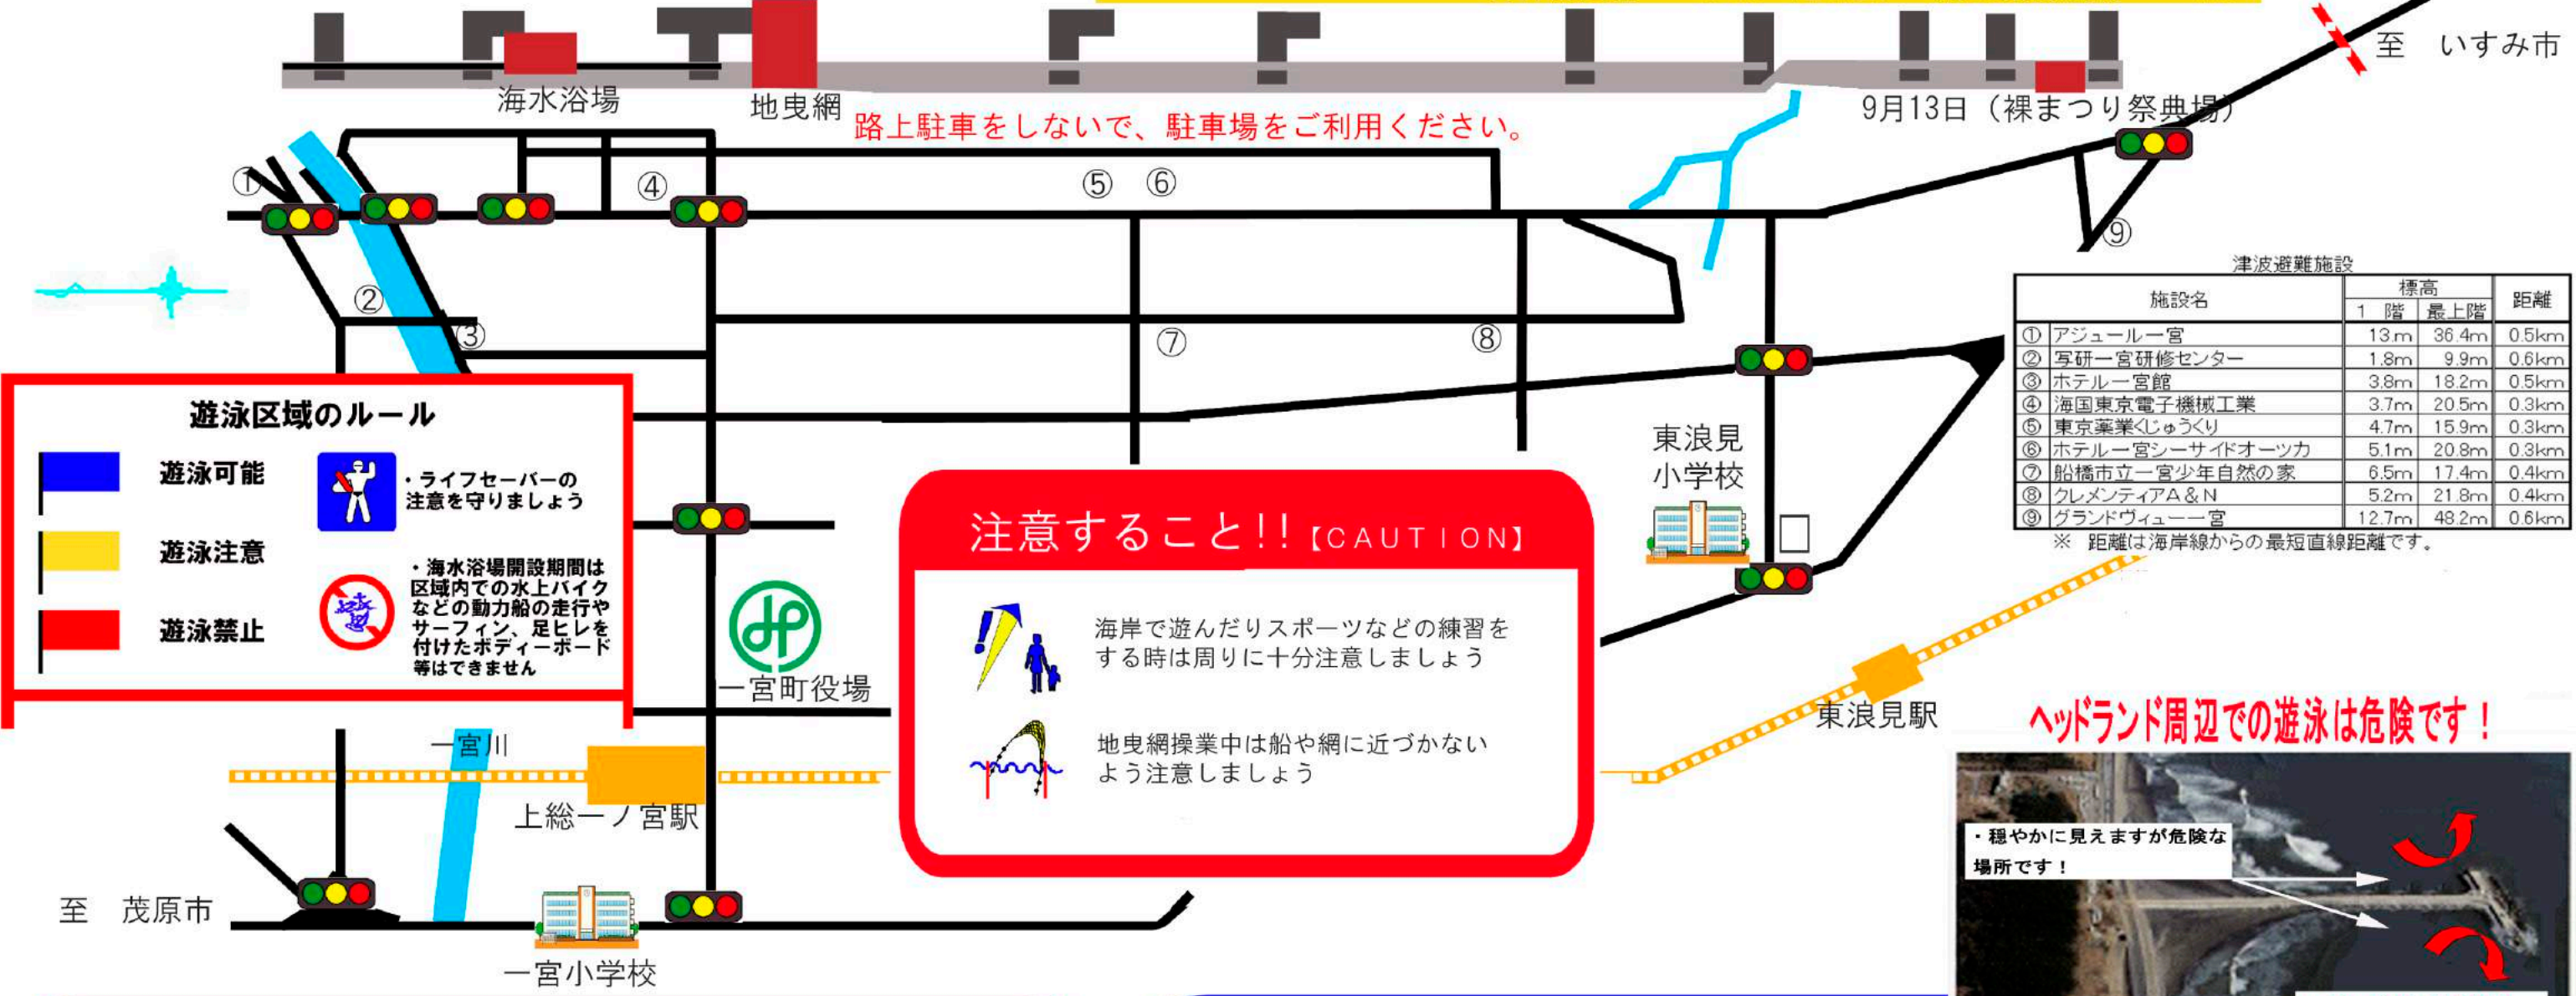 至　いすみ市
海水浴場
地曳網
9月13日（裸まつり祭典場）
路上駐車をしないで、駐車場をご利用ください。
①
④
⑤
⑥
②
③
⑦
⑧
⑨
津波避難施設
施設名 標高 距離
1 階 最上階
① アジュール一宮 13.m 36.4m 0.5km
② 写研一宮研修センター 1.8m 9.9m 0.6km
③ ホテル一宮館 3.8m 18.2m 0.5km
④ 海国東京電子機械工業 3.7m 20.5m 0.3km
⑤ 東京薬業くじゅうくり 4.7m 15.9m 0.3km
⑥ ホテル一宮シーサイドオーツカ 5.1m 20.8m 0.3km
⑦ 船橋市立一宮少年自然の家 6.5m 17.4m 0.4km
⑧ クレメンティアA＆N 5.2m 21.8m 0.4km
⑨ グランドヴュー一宮 12.7m 48.2m 0.6km
※　距離は海岸線からの最短直線距離です。
遊泳区域のルール
遊泳可能
遊泳注意
遊泳禁止
・ライフセーバーの
注意を守りましょう
・海水浴場開設期間は
区域内での水上バイク
などの動力船の走行や
サーフィン、足ヒレを
付けたボディーボード
等はできません
東浪見
小学校
注意すること!!【CAUTION】
海岸で遊んだりスポーツなどの練習を
する時は周りに十分注意しましょう
地曳網操業中は船や網に近づかない
よう注意しましょう
一宮町役場
東浪見駅
一宮川
上総一ノ宮駅
至　茂原市
一宮小学校
ヘッドランド周辺での遊泳は危険です！
・穏やかに見えますが危険な
場所です！